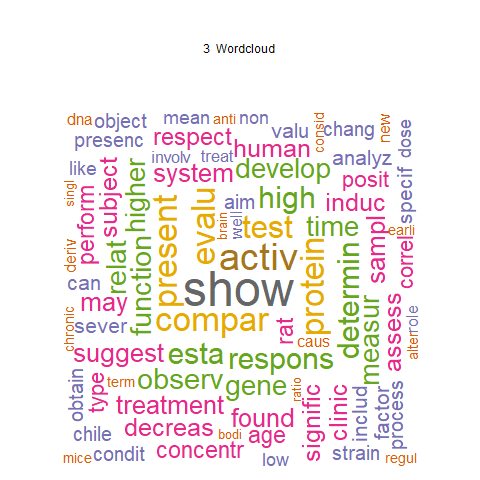 3 Wordcloud
dna
object
mean
anti
non
consid
new
presenc
respect
valu
chang
dose
like
involv
treat
human
analyz
singl
subject
higher
system
develop
posit
specif
perform
present
evalu
aim
high
induc
deriv
relat
function
brain
well
test
time
sampl
earli
correl
can
activ
protein
determin
may
show
chronic
sever
compar
rat
caus
measur
assess
alter
role
suggest
esta
respons
obtain
type
term
observ
gene
ratio
treatment
found
signific
clinic
includ
factor
process
chile
decreas
bodi
age
mice
condit
concentr
low
strain
regul